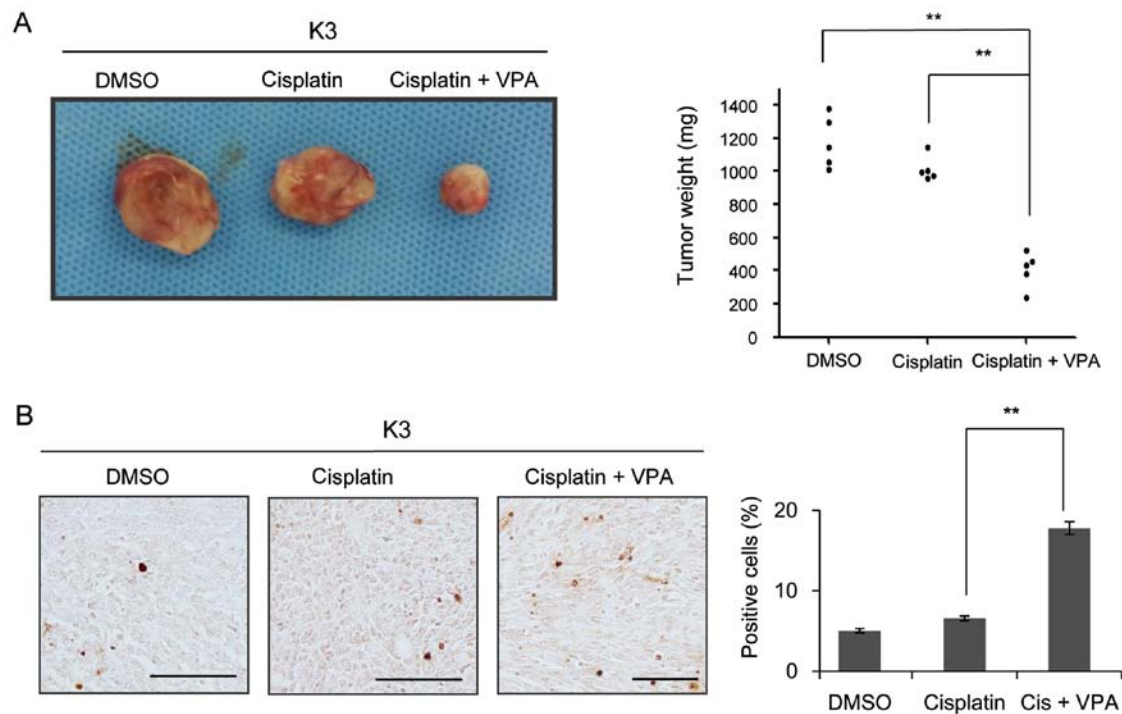 A
K3
DMSO Cisplatin Cisplatin + VPA
**
**
Tumor weight (mg)
1400
1200
1000
800
600
400
200
0
DMSO Cisplatin Cisplatin + VPA
B
K3
DMSO Cisplatin Cisplatin + VPA
**
Positive cells (%)
20
10
0
DMSO Cisplatin Cis + VPA